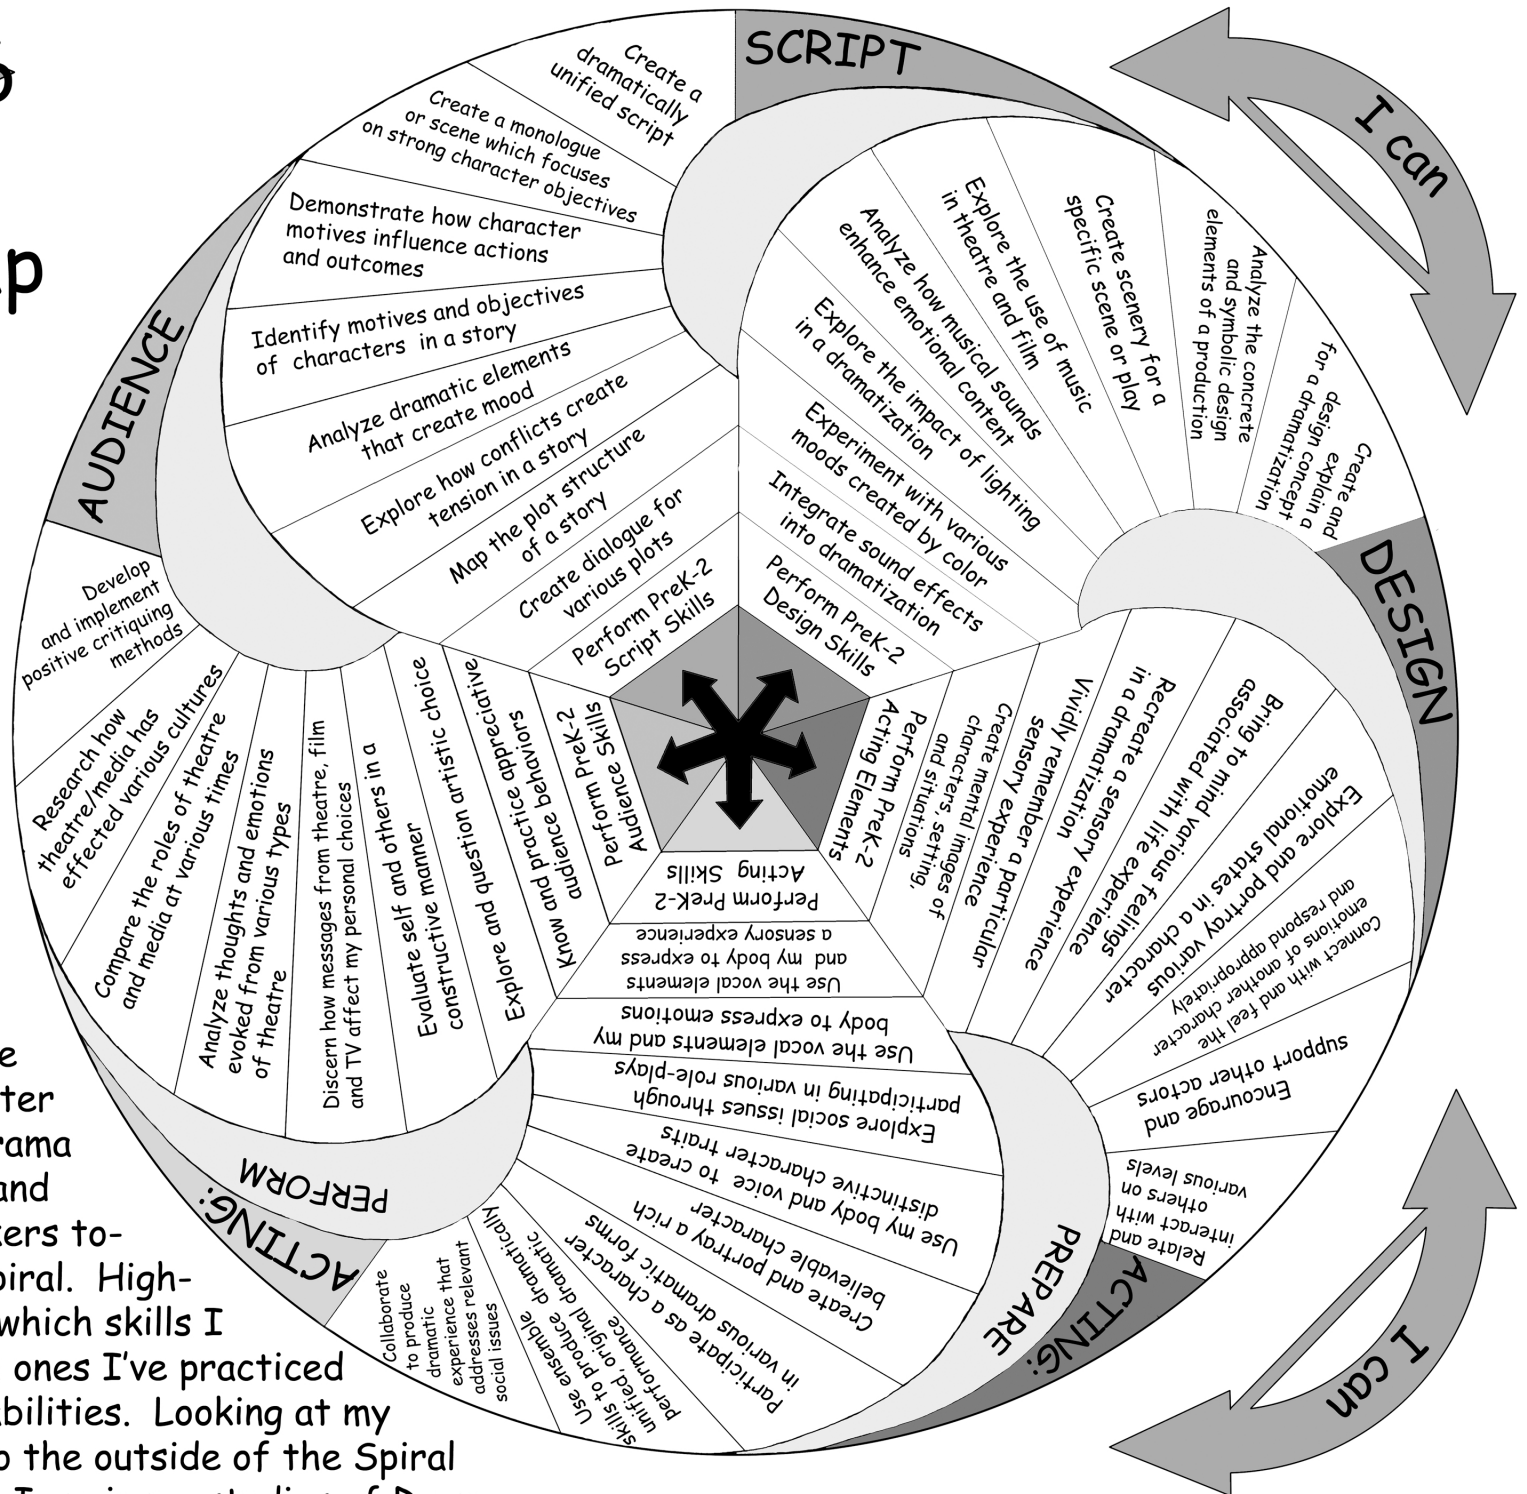 SCRIPT
Create a
dramatically
unified script
Create a monologue
or scene which focuses
on strong character objectives
Demonstrate how character
motives influence actions
and outcomes
Identify motives and objectives
of characters in a story
Analyze dramatic elements
that create mood
Explore how conflicts create
tension in a story
Map the plot structure
of a story
Create dialogue for
various plots
Perform PreK-2
Script Skills
DESIGN
Create and
explain a
design concept
for a dramatization
Analyze the concrete
and symbolic design
elements of a production
Create scenery for a
specific scene or play
Explore the use of music
in theatre and film
Analyze how musical sounds
enhance emotional content
Explore the impact of lighting
in a dramatization
Experiment with various
moods created by color
Integrate sound effects
into dramatization
Perform PreK-2
Design Skills
ACTING:
PREPARE
Relate and
interact with
others on
various levels
Encourage and
support other actors
Connect with and feel the
emotions of another character
and respond appropriately
Explore and portray various
emotional states in a character
Bring to mind various feelings
associated with life experience
Recreate a sensory experience
in a dramatization
Vividly remember a particular
sensory experience
Create mental images of
characters, setting,
and situations
Perform PreK-2
Acting Elements
ACTING:
PERFORM
Collaborate
to produce
dramatic
experience that
addresses relevant
social issues
Use ensemble
skills to produce dramatically
unified, original dramatic
performance
Participate as a character
in various dramatic forms
Create and portray a rich
believable character
Use my body and voice to create
distinctive character traits
Explore social issues through
participating in various role-plays
Use the vocal elements and my
body to express emotions
Use the vocal elements
and my body to express
a sensory experience
Perform PreK-2
Acting Skills
AUDIENCE
Develop
and implement
positive critiquing
methods
Research how
theatre/media has
effected various cultures
Compare the roles of theatre
and media at various times
Analyze thoughts and emotions
evoked from various types
of theatre
Discern how messages from theatre, film
and TV affect my personal choices
Evaluate self and others in a
constructive manner
Explore and question artistic choice
Know and practice appreciative
audience behaviors
Perform PreK-2
Audience Skills
I can
I can
p
e
ter
rama
and
ers to-
piral. High-
which skills I
ones I've practiced
bilities. Looking at my
o the outside of the Spiral